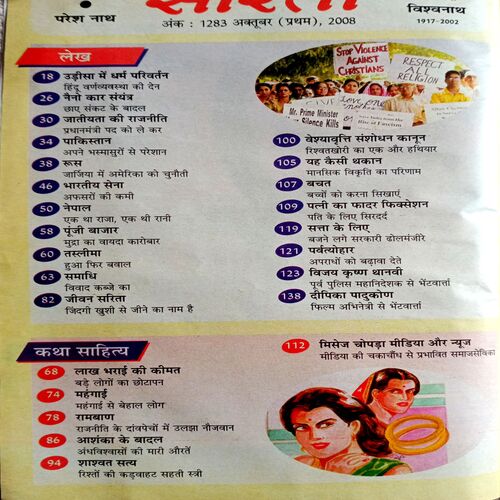 सरिता
परेश नाथ
अंक : 1283 अक्तूबर (प्रथम), 2008
विश्वनाथ
1917-2002
लेख
18 उड़ीसा में धर्म परिवर्तन
हिंदू वर्णव्यवस्था की देन
26 नैनो कार संयंत्र
छाए संकट के बादल
30 जातीयता की राजनीति
प्रधानमंत्री पद को ले कर
34 पाकिस्तान
अपने भस्मासुरों से परेशान
38 रूस
जार्जिया में अमेरिका को चुनौती
46 भारतीय सेना
अफसरों की कमी
50 नेपाल
एक था राजा, एक थी रानी
58 पूंजी बाजार
मुद्रा का वायदा कारोबार
60 तस्लीमा
हुआ फिर बवाल
63 समाधि
विवाद कब्जे का
82 जीवन सरिता
जिंदगी खुशी से जीने का नाम है
STOP VIOLENCE
AGAINST
CHRISTIANS
RESPECT
ALL
RELIGION
Mr. Prime Minister
Silence Kills
100 वेश्यावृत्ति संशोधन कानून
रिश्वतखोरी का एक और हथियार
105 यह कैसी थकान
मानसिक विकृति का परिणाम
107 बचत
बच्चों को करना सिखाएं
109 पत्नी का फादर फिक्सेशन
पति के लिए सिरदर्द
119 सत्ता के लिए
बजने लगे सरकारी ढोलमंजीरे
121 पर्वत्योहार
अपराधों को बढ़ावा देते
123 विजय कृष्ण थानवी
पूर्व पुलिस महानिदेशक से भेंटवार्त्ता
138 दीपिका पादुकोण
फिल्म अभिनेत्री से भेंटवार्त्ता
कथा साहित्य
68 लाख भराई की कीमत
बड़े लोगों का छोटापन
74 महंगाई
महंगाई से बेहाल लोग
78 रामबाण
राजनीति के दांवपेचों में उलझा नौजवान
86 आशंका के बादल
अंधविश्वासों की मारी औरतें
94 शाश्वत सत्य
रिश्तों की कड़वाहट सहती स्त्री
112 मिसेज चोपड़ा मीडिया और न्यूज
मीडिया की चकाचौंध से प्रभावित समाजसेविका